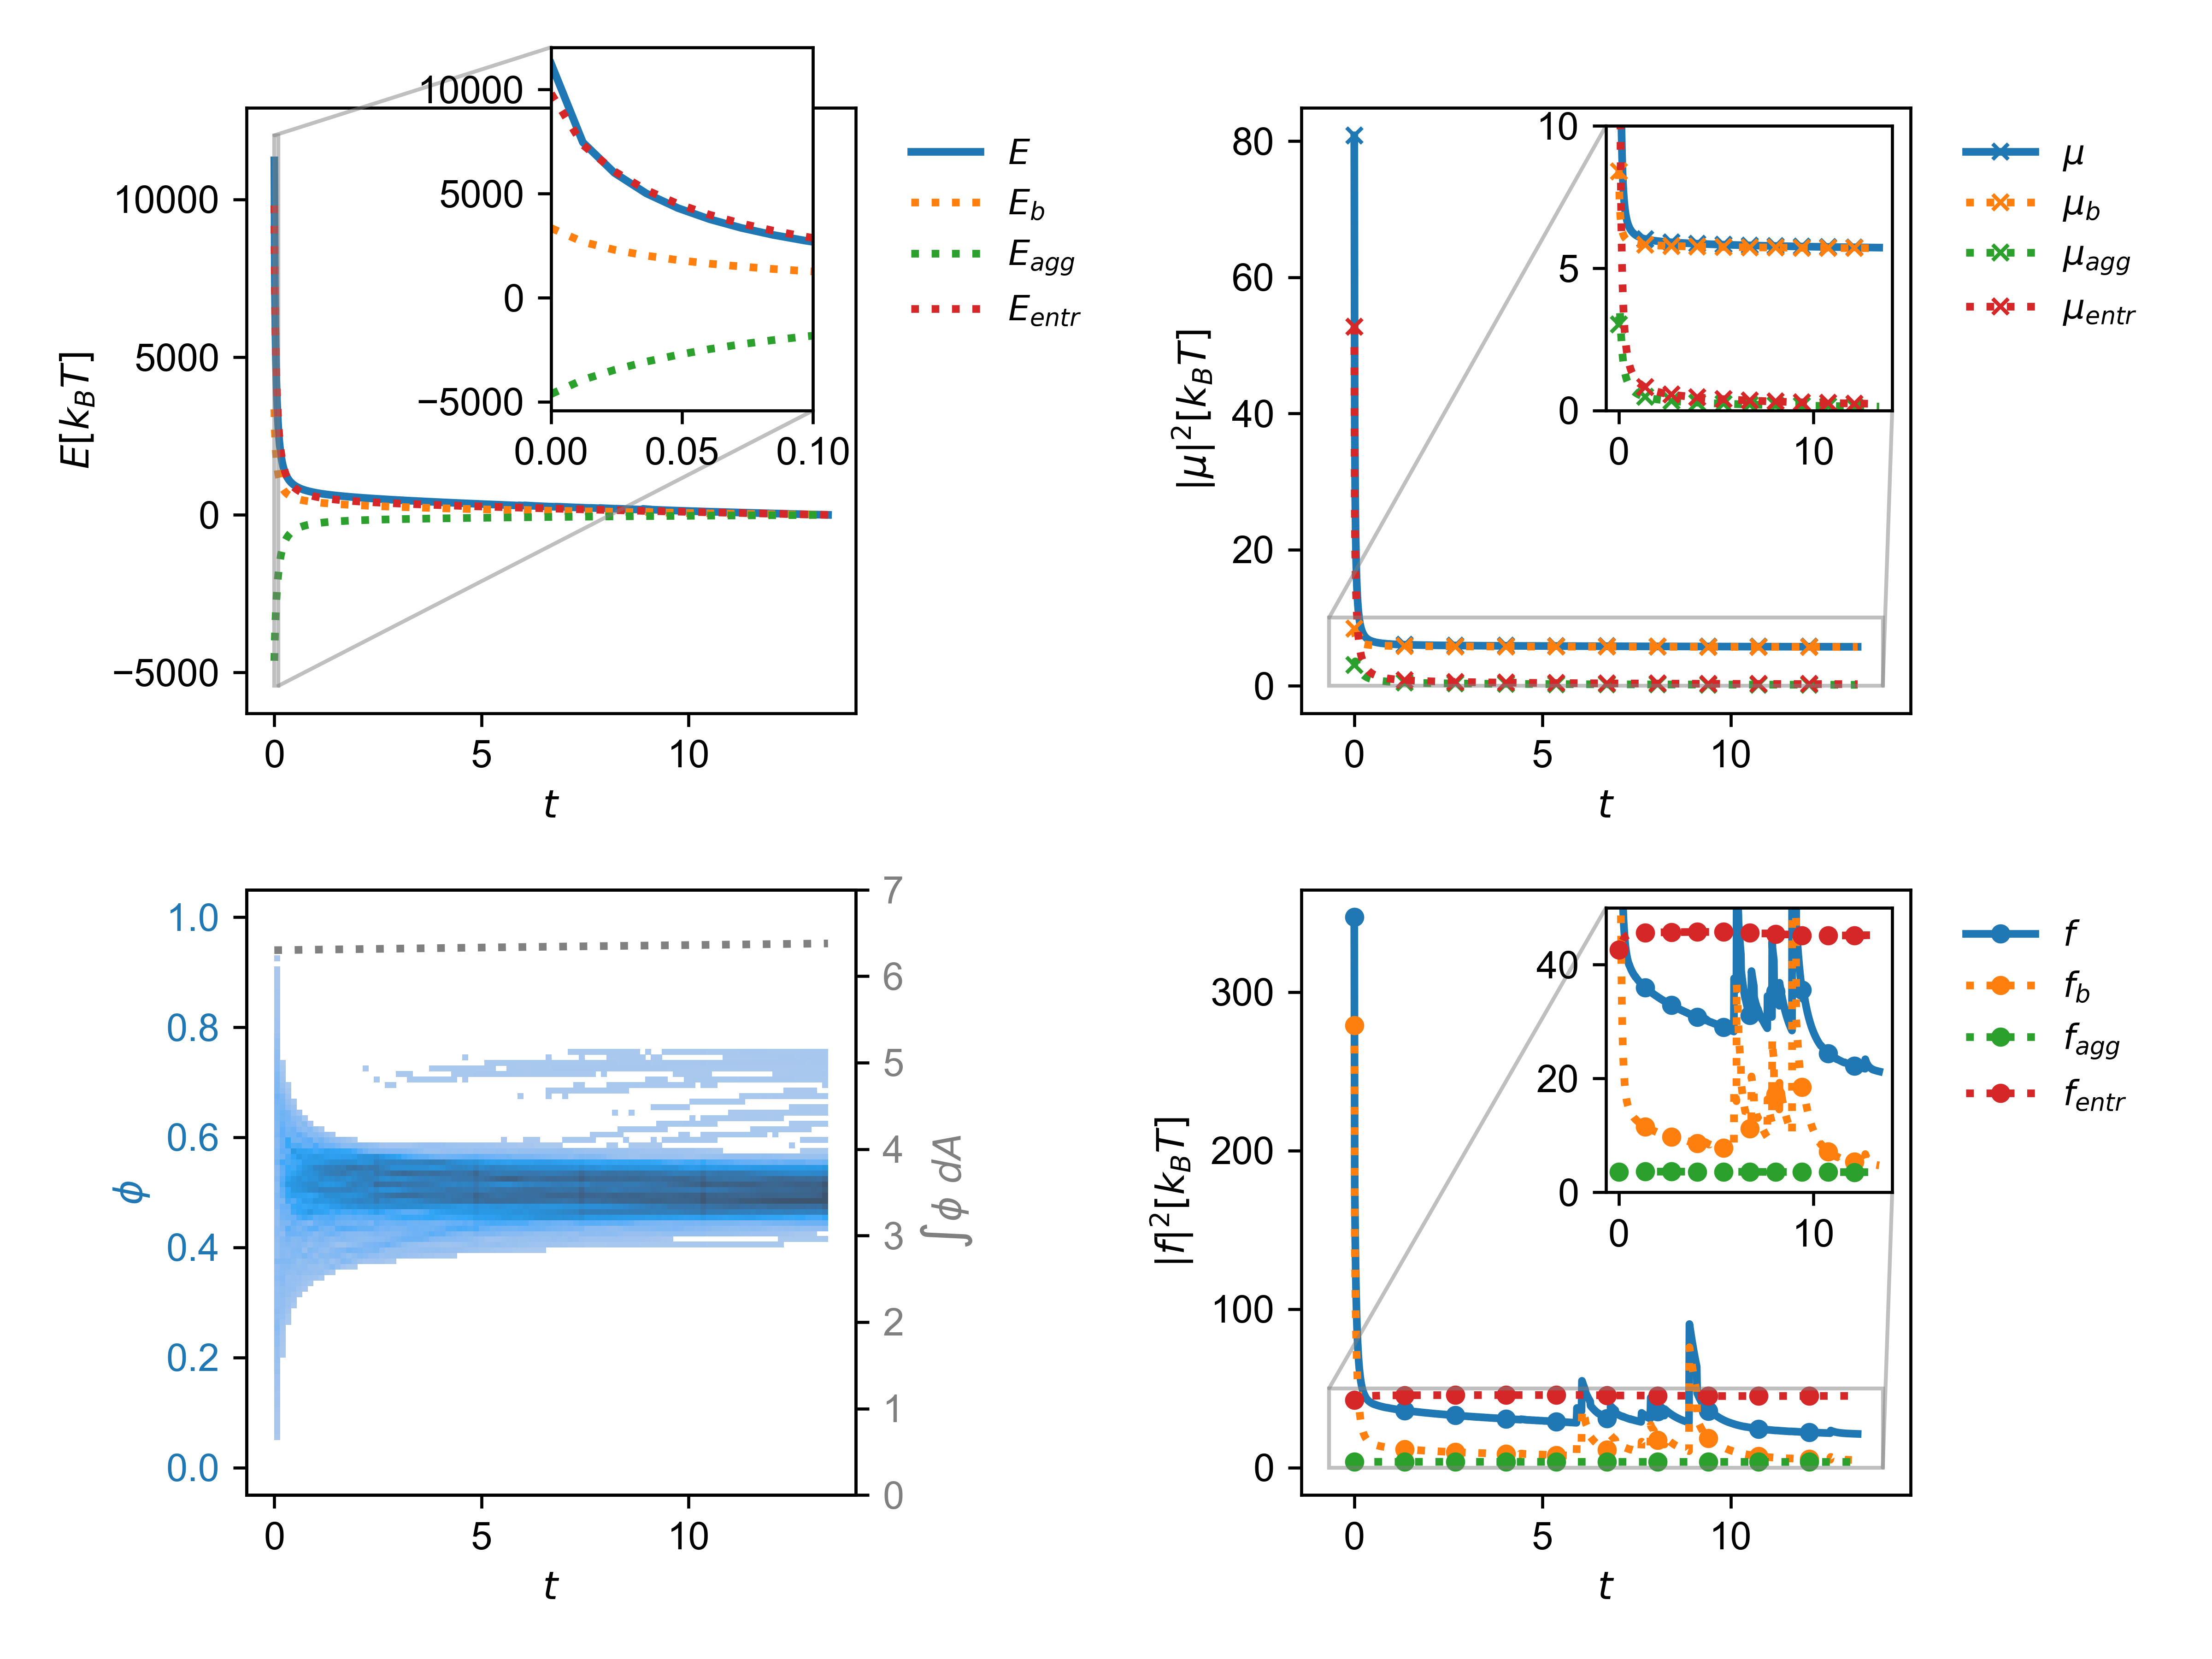 10000
5000
0
−5000
0.00 0.05 0.10
E[k_BT]
10000
5000
0
−5000
0 5 10
t
E
E_b
E_agg
E_entr
|μ|²[k_BT]
80
60
40
20
0
0 5 10
t
10
5
0
0 10
μ
μ_b
μ_agg
μ_entr
ϕ
1.0
0.8
0.6
0.4
0.2
0.0
0 5 10
t
7
6
5
4
3
2
1
0
∫ ϕ dA
|f|²[k_BT]
300
200
100
0
0 5 10
t
40
20
0
0 10
f
f_b
f_agg
f_entr